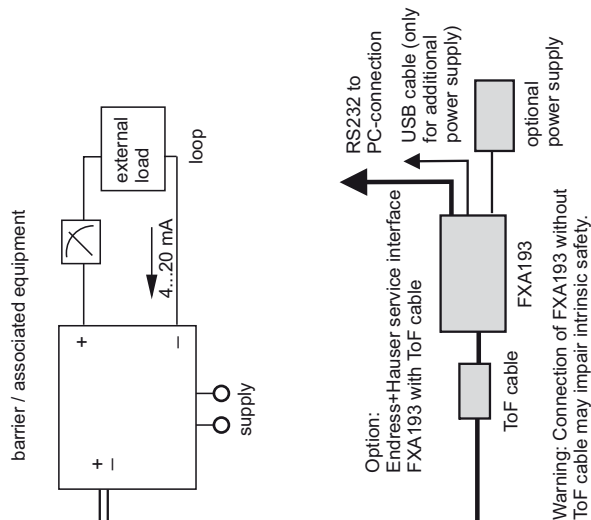 barrier / associated equipment
+
–
+
–
supply
4...20 mA
external
load
loop
Option:
Endress+Hauser service interface
FXA193 with ToF cable
RS232 to
PC-connection
USB cable (only
for additional
power supply)
ToF cable
FXA193
optional
power supply
Warning: Connection of FXA193 without
ToF cable may impair intrinsic safety.